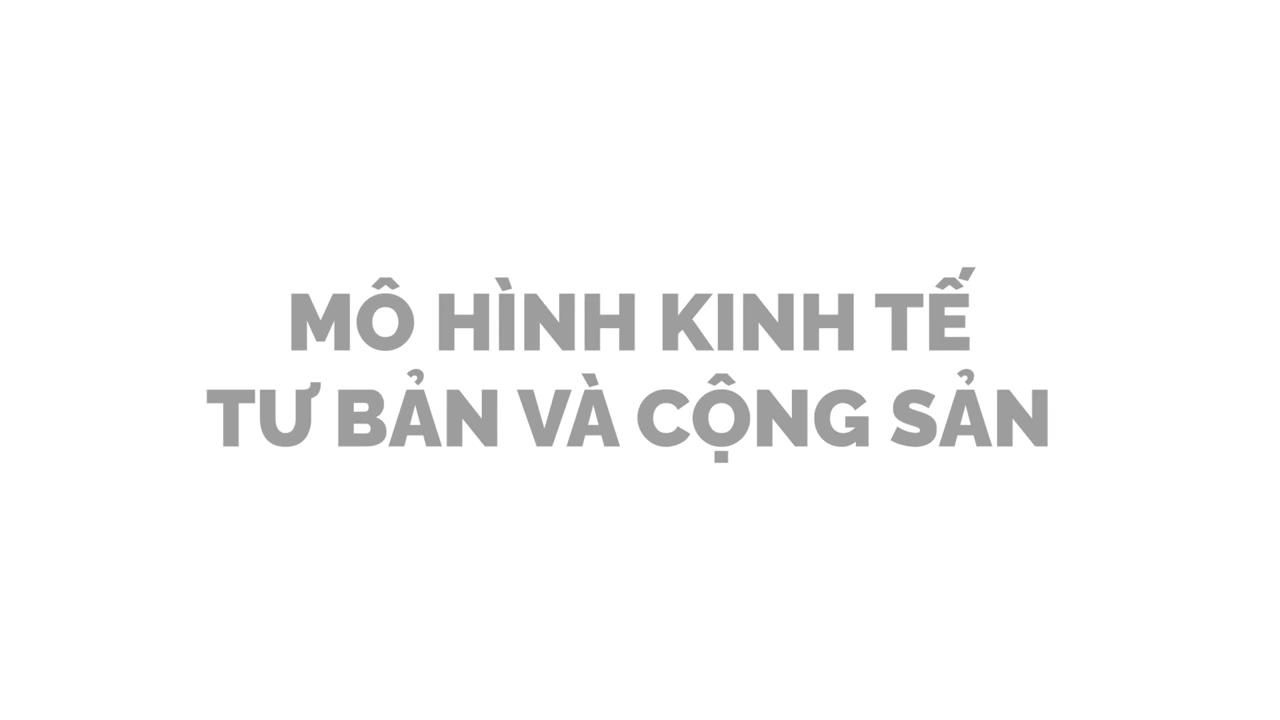 MÔ HÌNH KINH TẾ
TƯ BẢN VÀ CỘNG SẢN